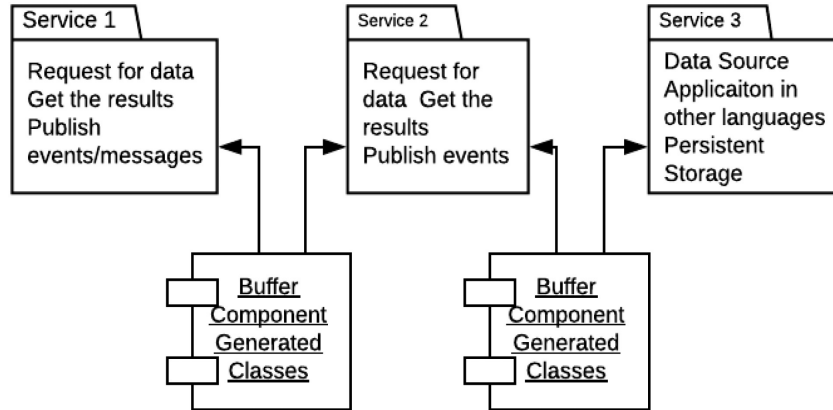 Service 1
Request for data
Get the results
Publish
events/messages
Service 2
Request for
data  Get the
results
Publish events
Service 3
Data Source
Applicaiton in
other languages
Persistent
Storage
Buffer
Component
Generated
Classes
Buffer
Component
Generated
Classes